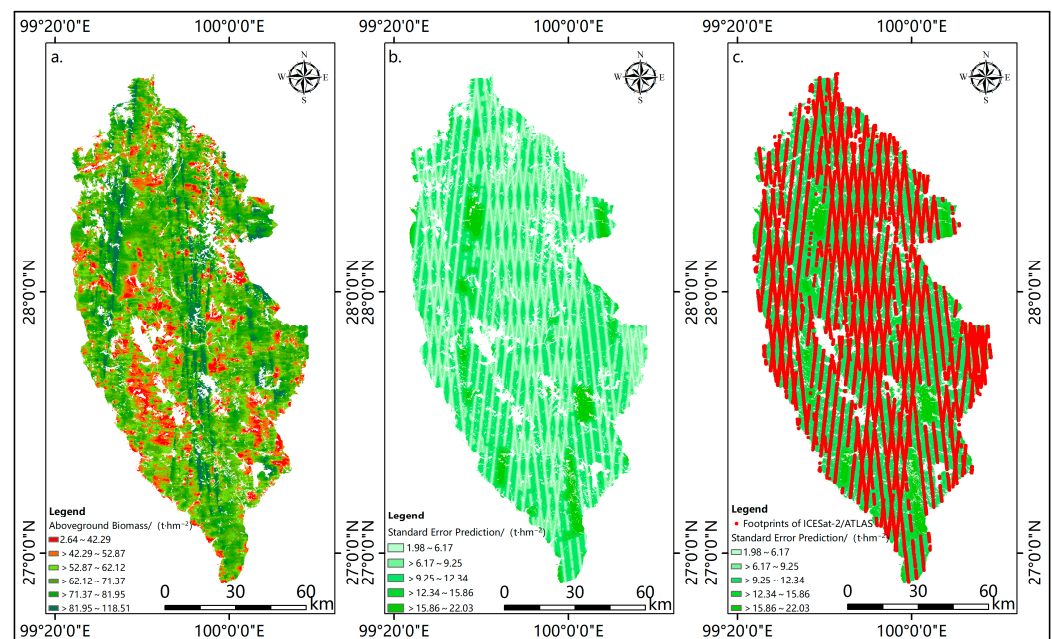 99°20'0"E 100°0'0"E 99°20'0"E 100°0'0"E 99°20'0"E 100°0'0"E
a.
N
W E
S
b.
N
W E
S
c.
N
W E
S
28°0'0"N
28°0'0"N
28°0'0"N
27°0'0"N
27°0'0"N
27°0'0"N
Legend
Aboveground Biomass/ (t·hm⁻²)
2.64 ~ 42.29
> 42.29 ~ 52.87
> 52.87 ~ 62.12
> 62.12 ~ 71.37
> 71.37 ~ 81.95
> 81.95 ~ 118.51
0 30 60
km
Legend
Standard Error Prediction/ (t·hm⁻²)
1.98 ~ 6.17
> 6.17 ~ 9.25
> 9.25 ~ 12.34
> 12.34 ~ 15.86
> 15.86 ~ 22.03
0 30 60
km
Legend
Footprints of ICESat-2/ATLAS
Standard Error Prediction/ (t·hm⁻²)
1.98 ~ 6.17
> 6.17 ~ 9.25
> 9.25 ~ 12.34
> 12.34 ~ 15.86
> 15.86 ~ 22.03
0 30 60
km
99°20'0"E 100°0'0"E 99°20'0"E 100°0'0"E 99°20'0"E 100°0'0"E